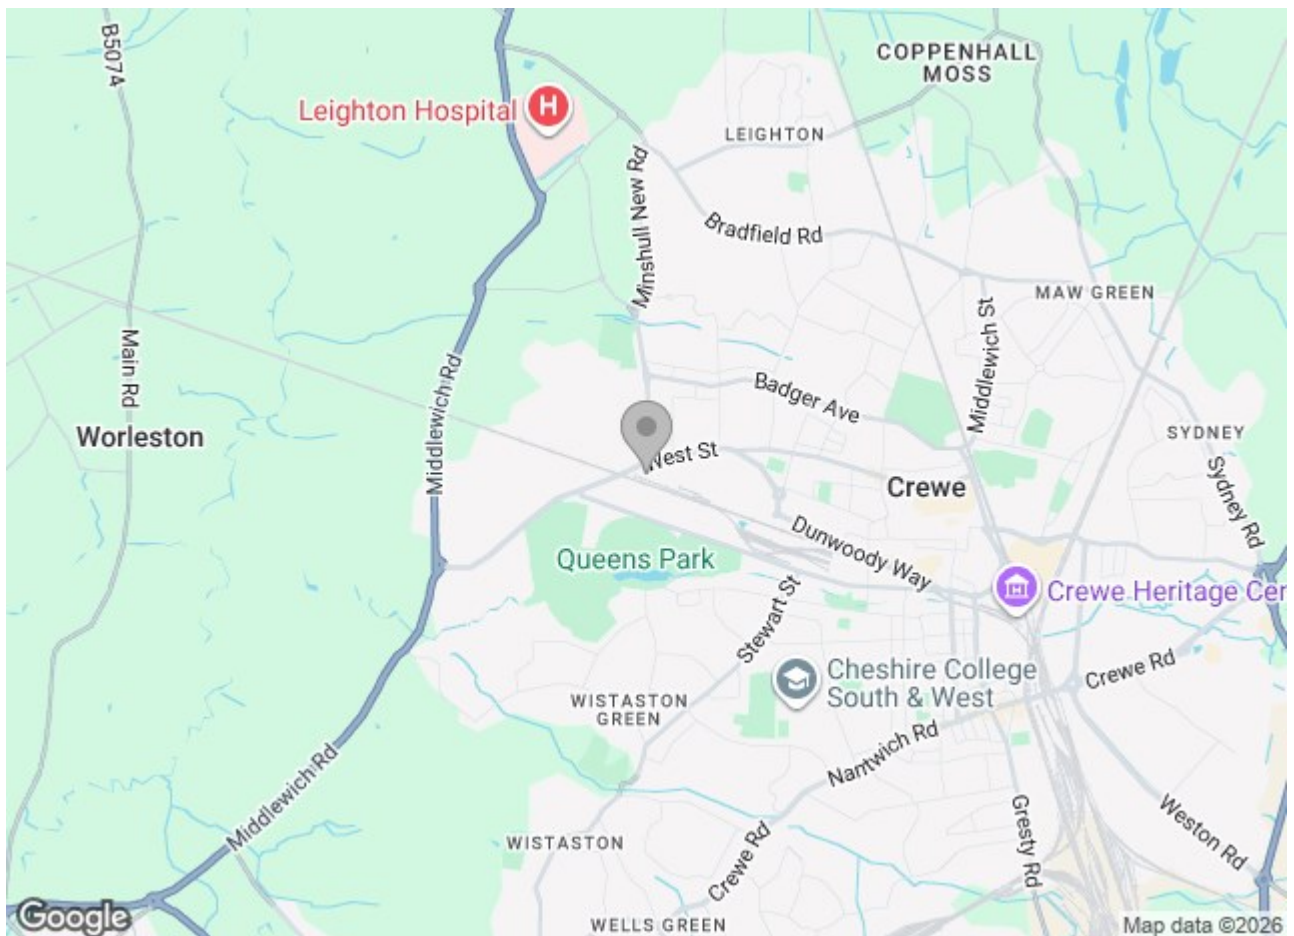 B5074
COPPENHALL
MOSS
Leighton Hospital
H
LEIGHTON
Minshull New Rd
Bradfield Rd
MAW GREEN
Middlewich St
Main Rd
Middlewich Rd
Badger Ave
Worleston
SYDNEY
West St
Crewe
Sydney Rd
Dunwoody Way
Queens Park
Crewe Heritage Cen
Stewart St
Cheshire College
South & West
Crewe Rd
WISTASTON
GREEN
Nantwich Rd
Middlewich Rd
Gresty Rd
Weston Rd
WISTASTON
Crewe Rd
WELLS GREEN
Google
Map data ©2026